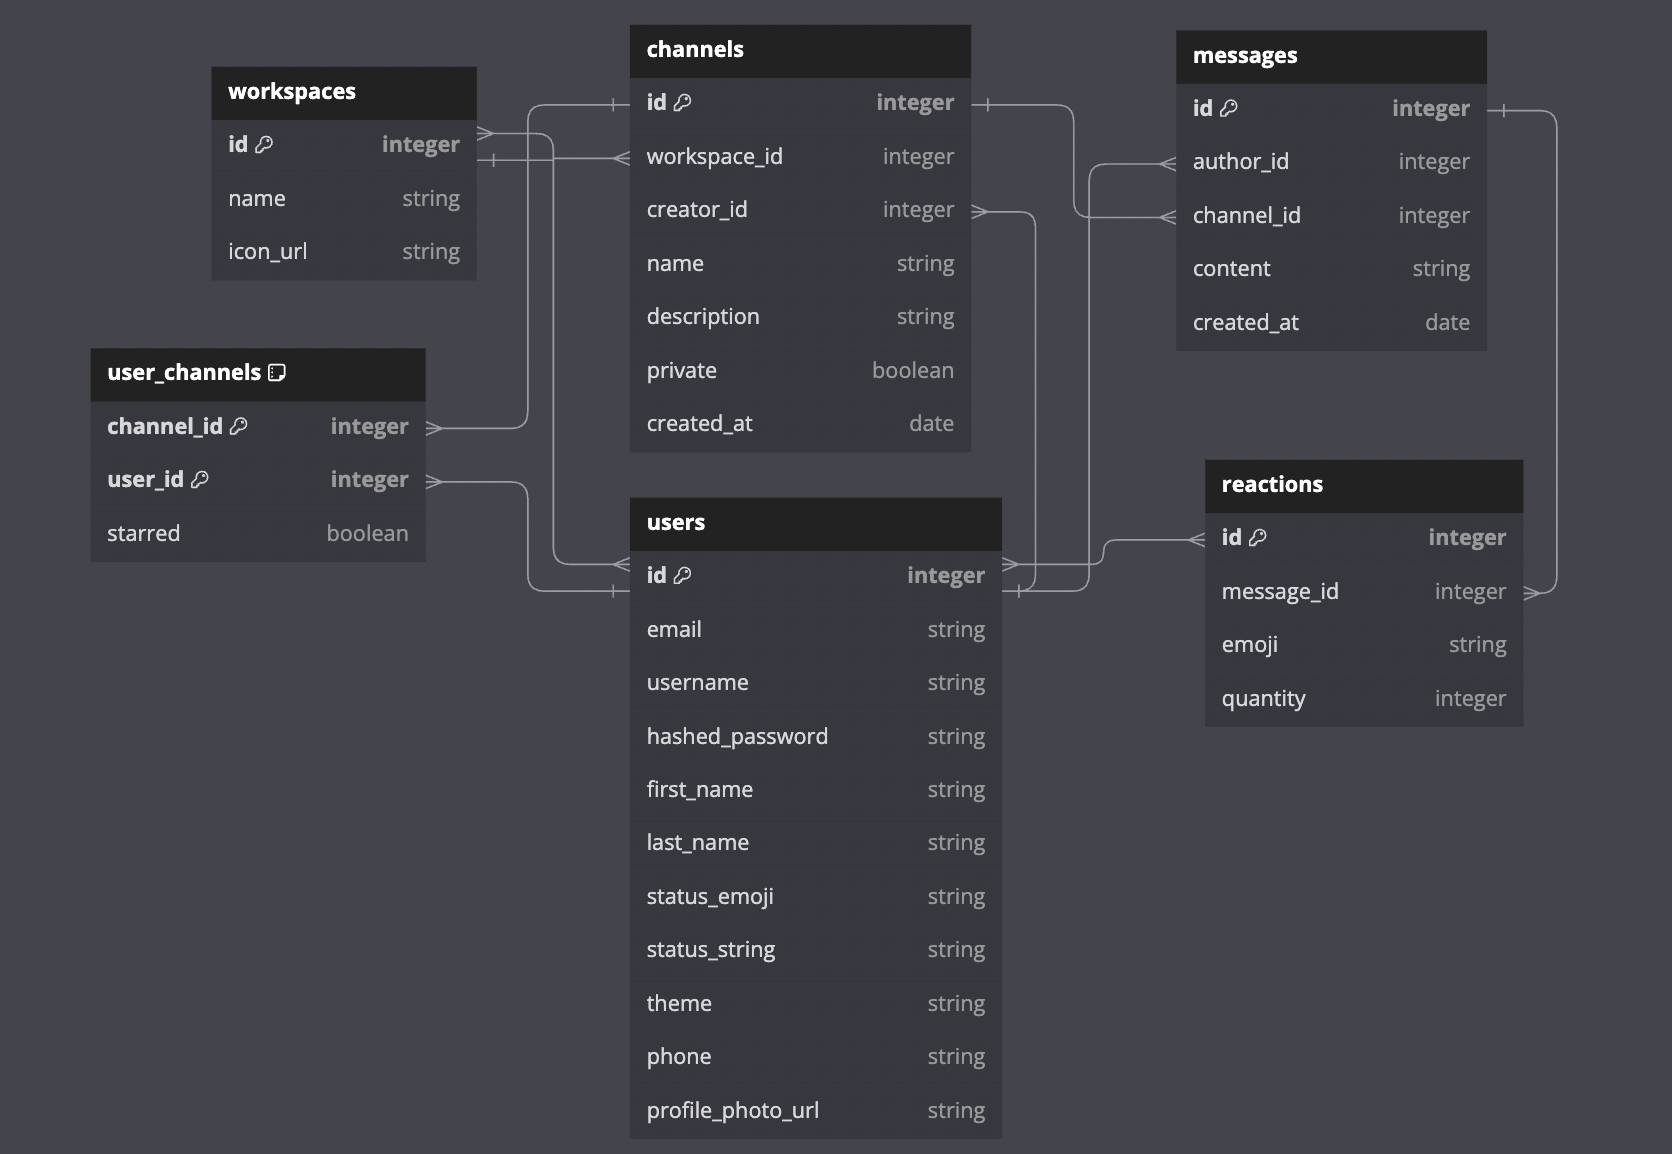 workspaces
id integer
name string
icon_url string
user_channels
channel_id integer
user_id integer
starred boolean
channels
id integer
workspace_id integer
creator_id integer
name string
description string
private boolean
created_at date
users
id integer
email string
username string
hashed_password string
first_name string
last_name string
status_emoji string
status_string string
theme string
phone string
profile_photo_url string
messages
id integer
author_id integer
channel_id integer
content string
created_at date
reactions
id integer
message_id integer
emoji string
quantity integer